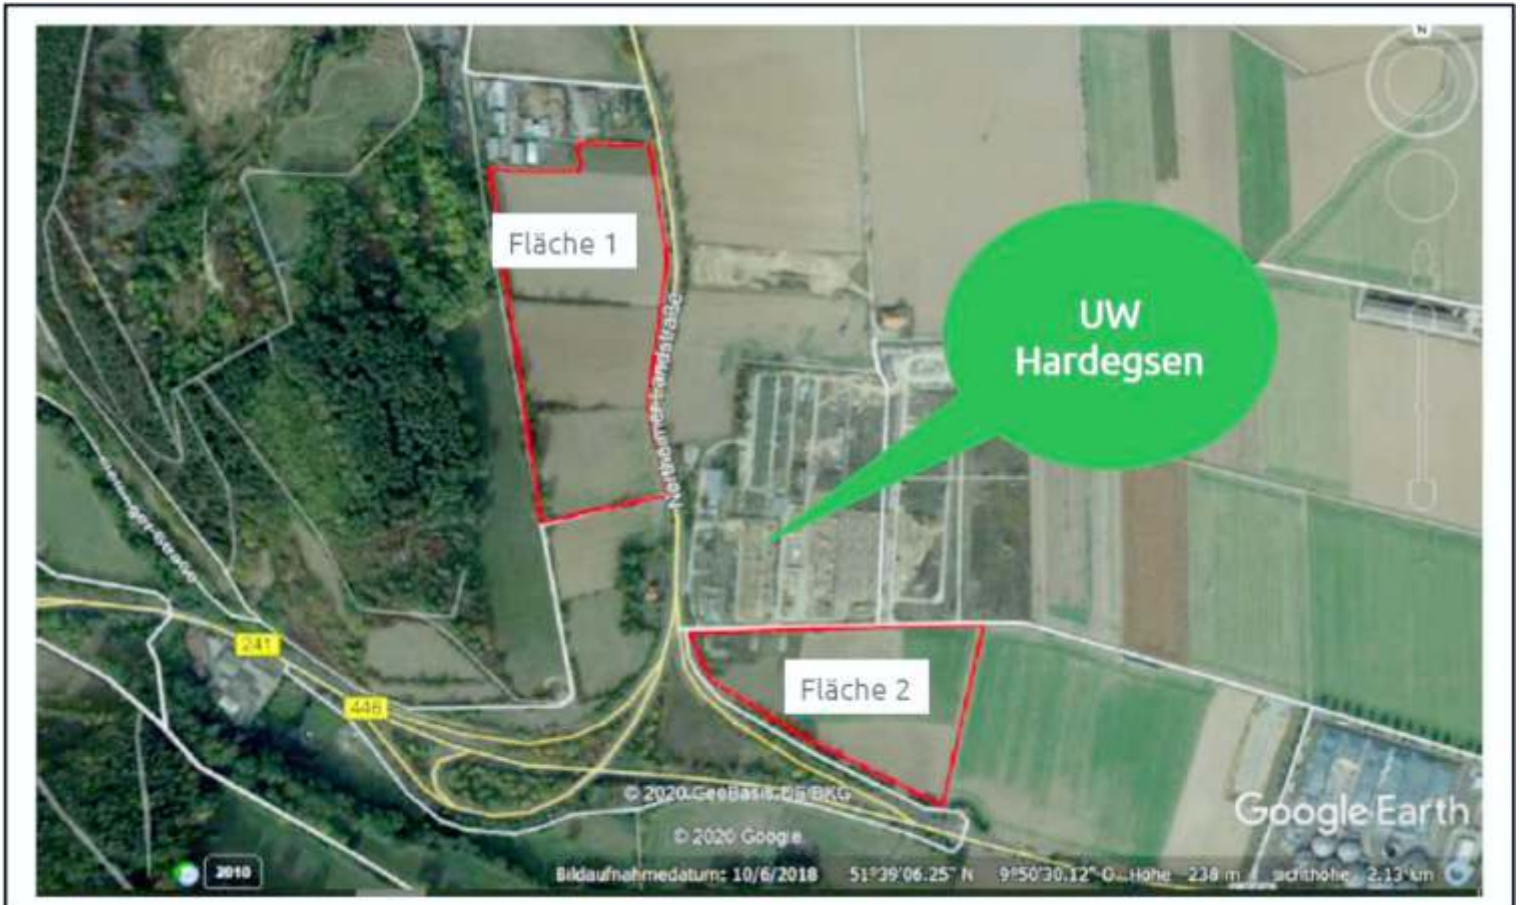 N
Fläche 1
UW
Hardegsen
Northeimer Landstraße
241
446
Fläche 2
© 2020 GeoBasis-DE/BKG
© 2020 Google
Google Earth
2010
Bildaufnahmedatum: 10/6/2018 51°39'06.25" N 9°50'30.12" O Höhe 238 m sichthöhe 2.13 km